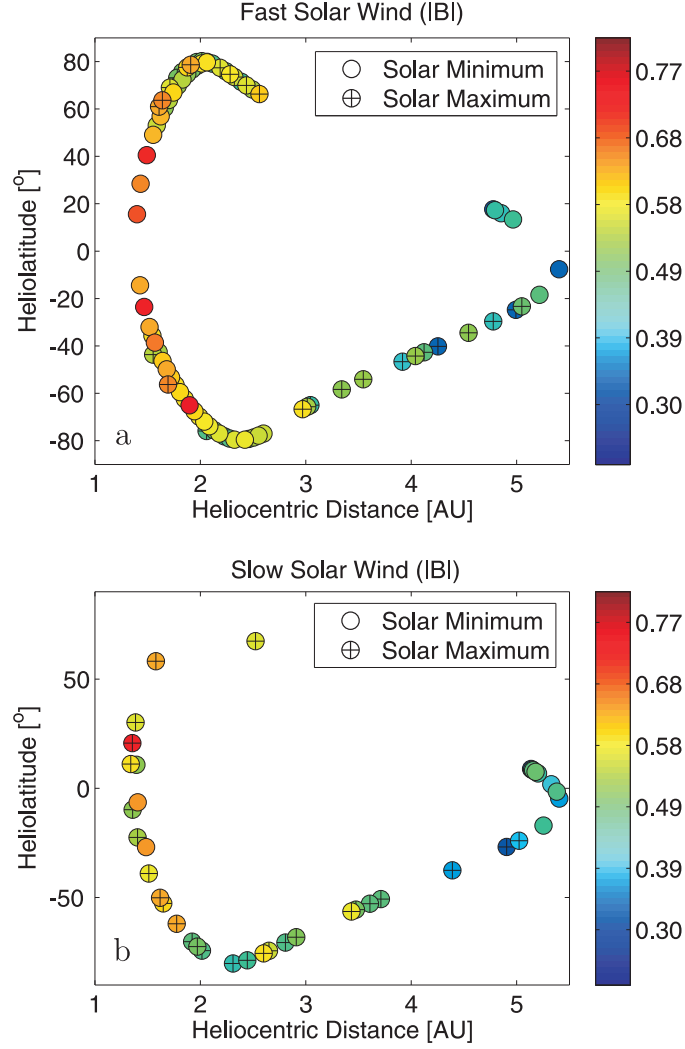 Fast Solar Wind (|B|)
80
60
40
20
0
-20
-40
-60
-80
Heliolatitude [°]
Solar Minimum
Solar Maximum
a
1
2
3
4
5
Heliocentric Distance [AU]
0.77
0.68
0.58
0.49
0.39
0.30
Slow Solar Wind (|B|)
50
0
-50
Heliolatitude [°]
Solar Minimum
Solar Maximum
b
1
2
3
4
5
Heliocentric Distance [AU]
0.77
0.68
0.58
0.49
0.39
0.30